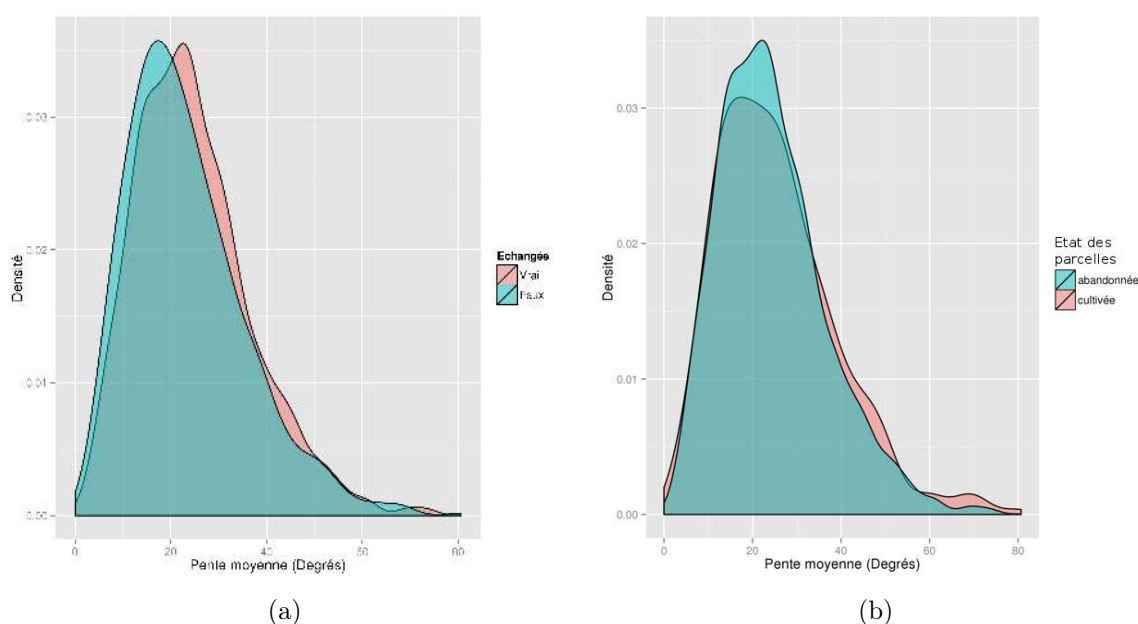 0.03
0.02
0.01
0.00
Densité
0
20
40
60
80
Pente moyenne (Degrés)
Echangée
Vrai
Faux
(a)
0.03
0.02
0.01
0.00
Densité
0
20
40
60
80
Pente moyenne (Degrés)
Etat des
parcelles
abandonnée
cultivée
(b)